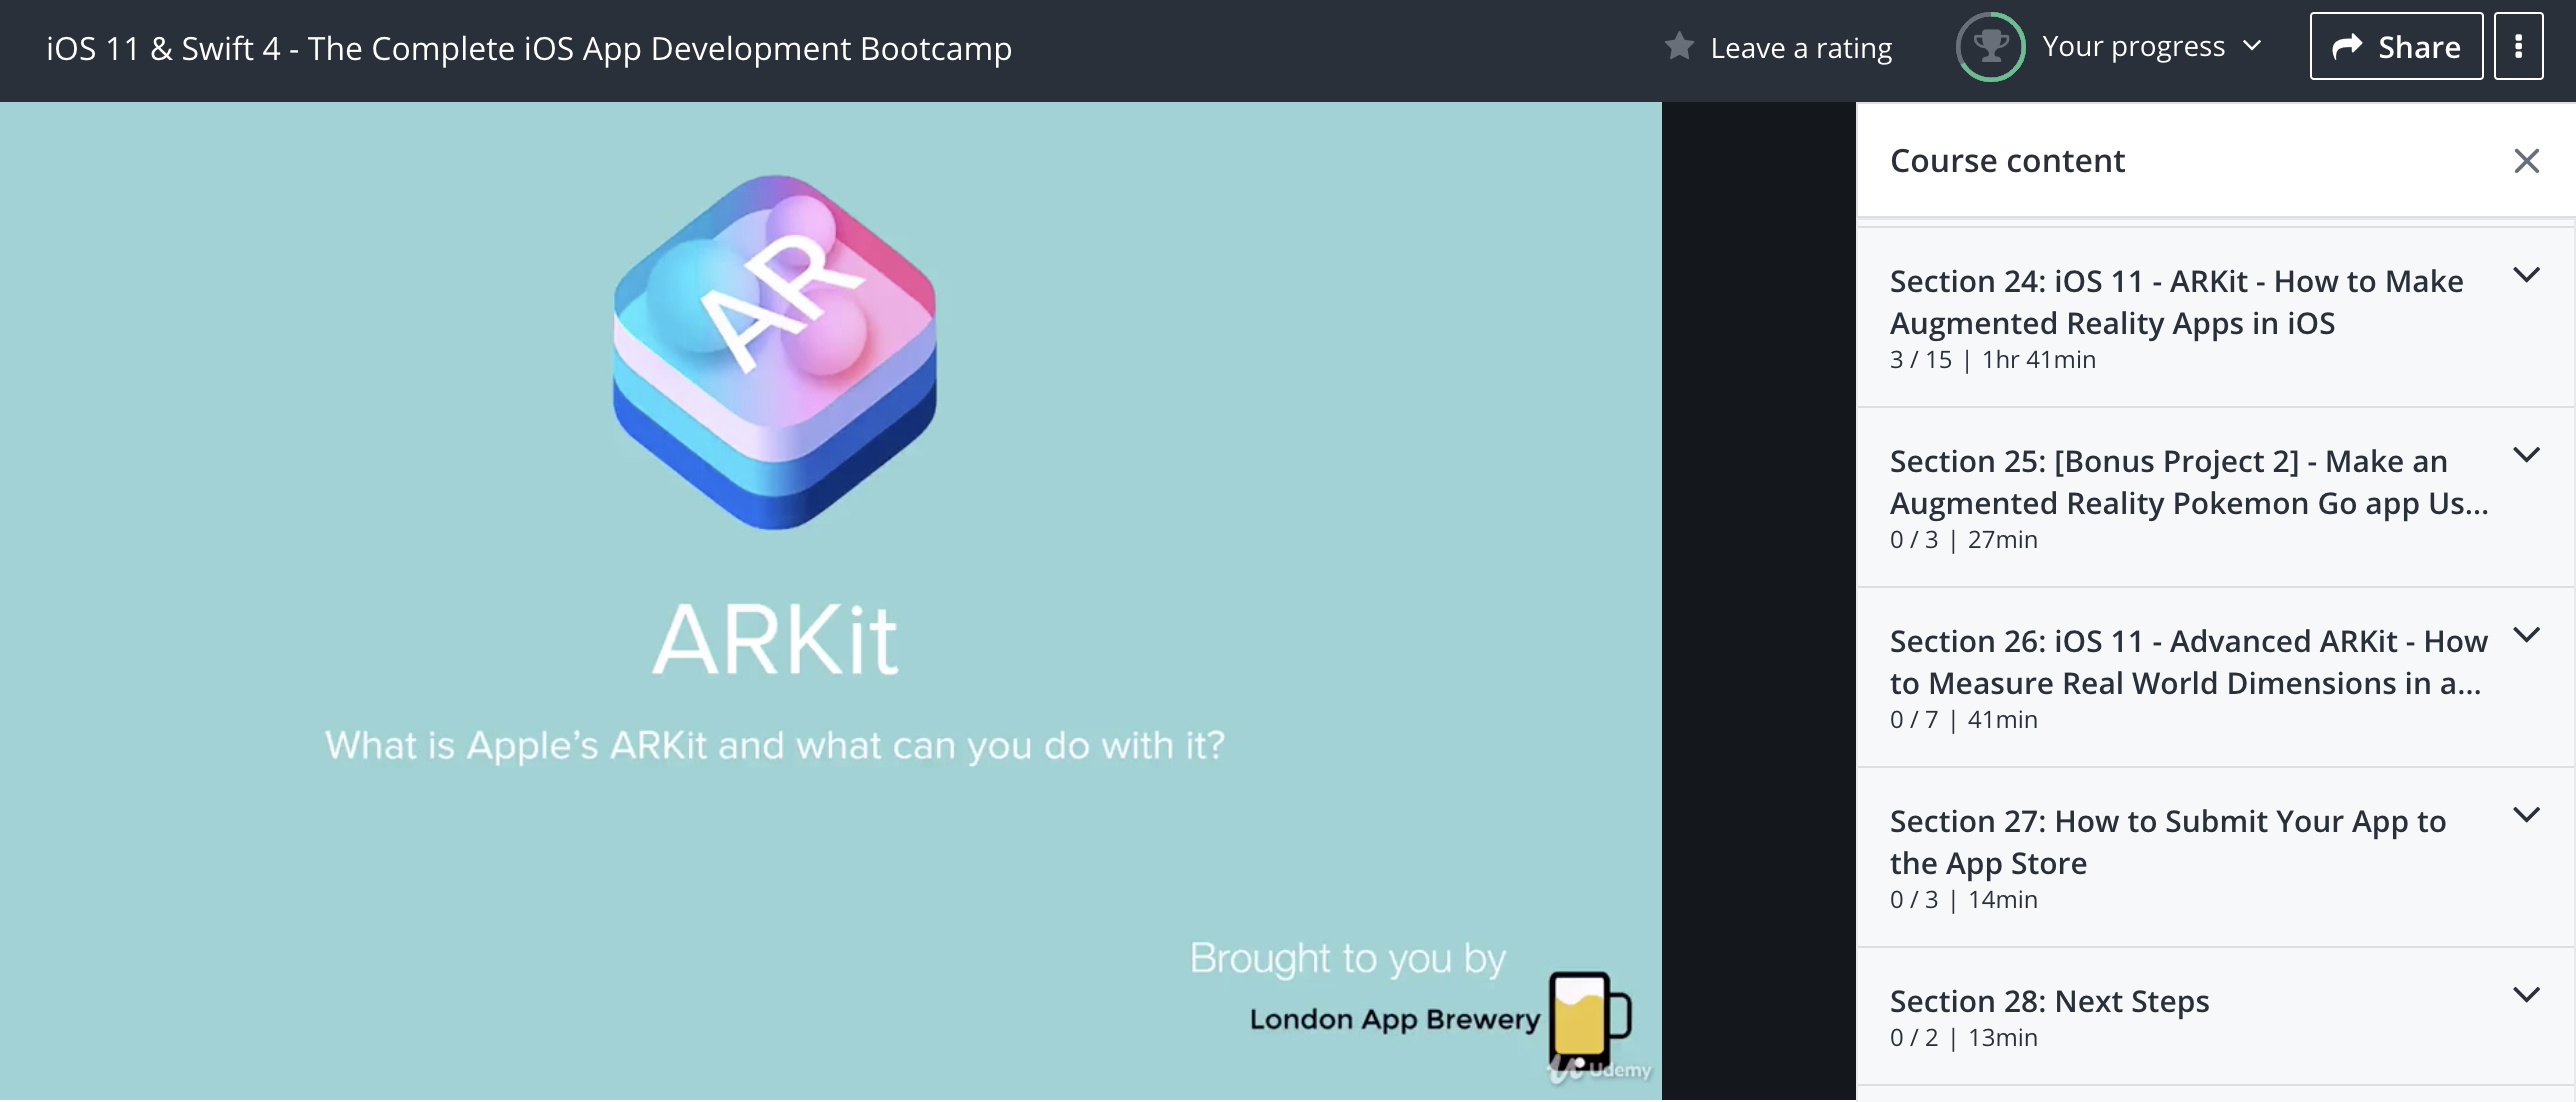 iOS 11 & Swift 4 - The Complete iOS App Development Bootcamp
Leave a rating
Your progress
Share
AR
ARKit
What is Apple’s ARKit and what can you do with it?
Brought to you by
London App Brewery
Udemy
Course content
Section 24: iOS 11 - ARKit - How to Make
Augmented Reality Apps in iOS
3 / 15 | 1hr 41min
Section 25: [Bonus Project 2] - Make an
Augmented Reality Pokemon Go app Us...
0 / 3 | 27min
Section 26: iOS 11 - Advanced ARKit - How
to Measure Real World Dimensions in a...
0 / 7 | 41min
Section 27: How to Submit Your App to
the App Store
0 / 3 | 14min
Section 28: Next Steps
0 / 2 | 13min